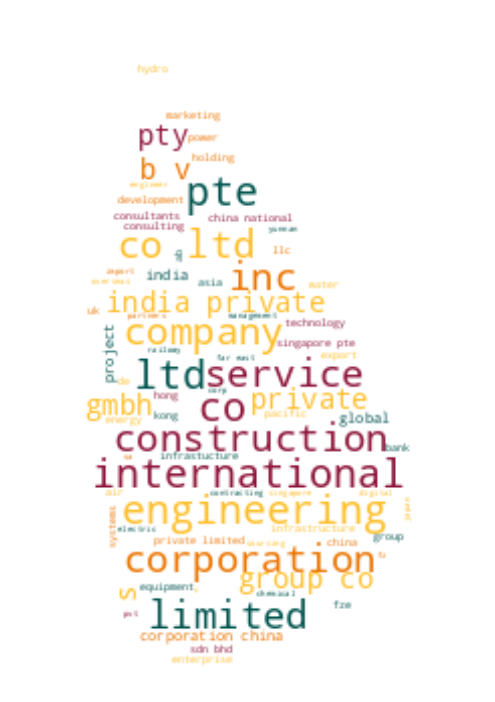 hydro
marketing
pty power
b v holding
engineer
pte
development
consultants china national
consulting yunnan
co ltd
ab llc
import india inc
overseas asia water
india private
uk partners management
company technology
project singapore pte
railway export
far east
ltd service
de corp
hong private
gmbh co
kong pacific global
energy
construction bank
infrastucture
international
air contracting singapore digital
engineering japan
systems electric infrastructure
private limited sourcing china group
corporation
group co
s equipment
chemical
pvt limited fze
corporation china
sdn bhd
enterprise